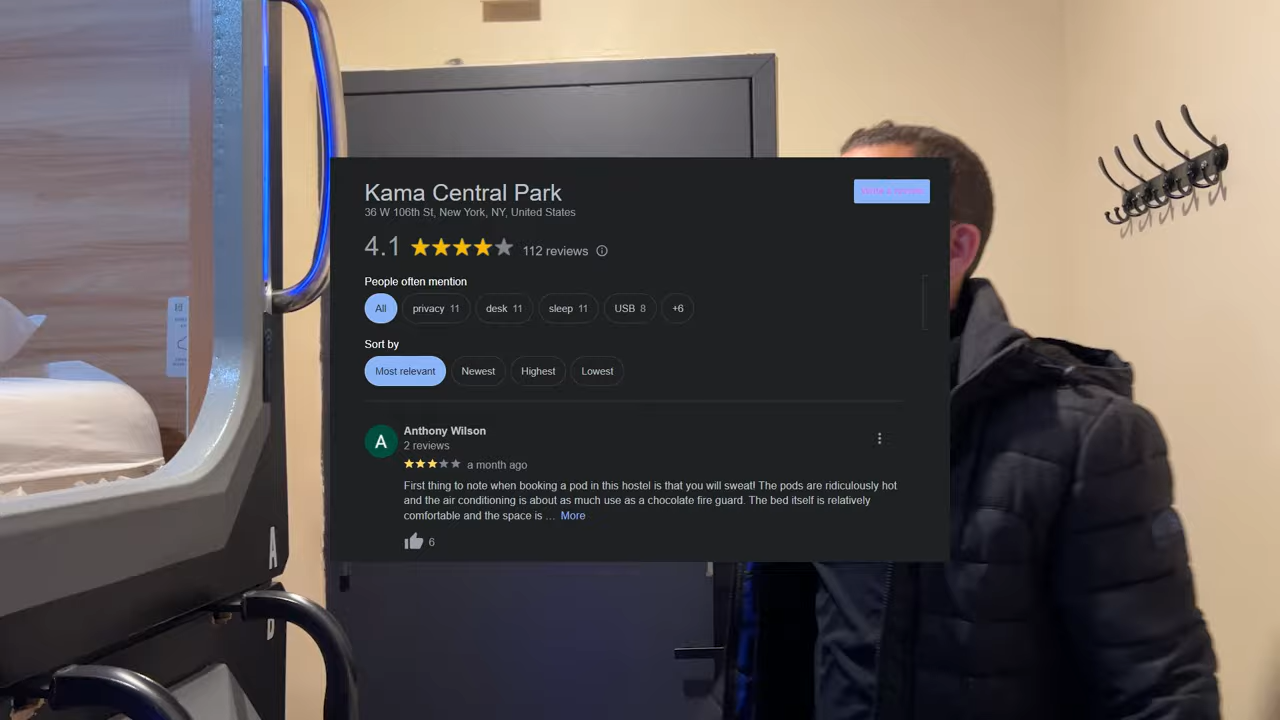 Kama Central Park
36 W 106th St, New York, NY, United States
4.1 112 reviews
People often mention
All privacy 11 desk 11 sleep 11 USB 8 +6
Sort by
Most relevant Newest Highest Lowest
A Anthony Wilson
2 reviews
a month ago
First thing to note when booking a pod in this hostel is that you will sweat! The pods are ridiculously hot
and the air conditioning is about as much use as a chocolate fire guard. The bed itself is relatively
comfortable and the space is ... More
6
A
B